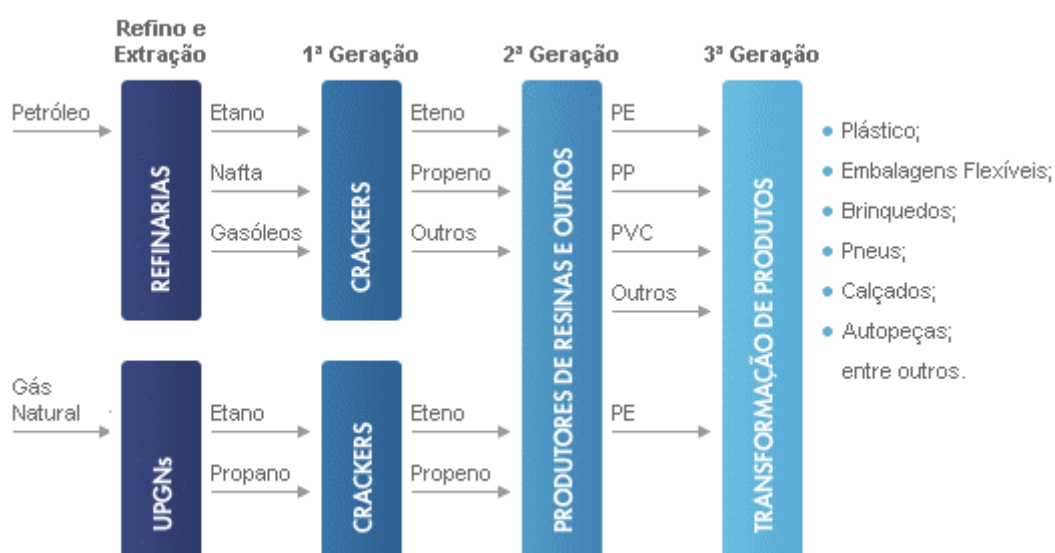 Refino e
Extração
1ª Geração
2ª Geração
3ª Geração
Petróleo
REFINARIAS
Etano
Nafta
Gasóleos
CRACKERS
Eteno
Propeno
Outros
PRODUTORES DE RESINAS E OUTROS
PE
PP
PVC
Outros
TRANSFORMAÇÃO DE PRODUTOS
• Plástico;
• Embalagens Flexíveis;
• Brinquedos;
• Pneus;
• Calçados;
• Autopeças;
entre outros.
Gás
Natural
UPGNs
Etano
Propano
CRACKERS
Eteno
Propeno
PE